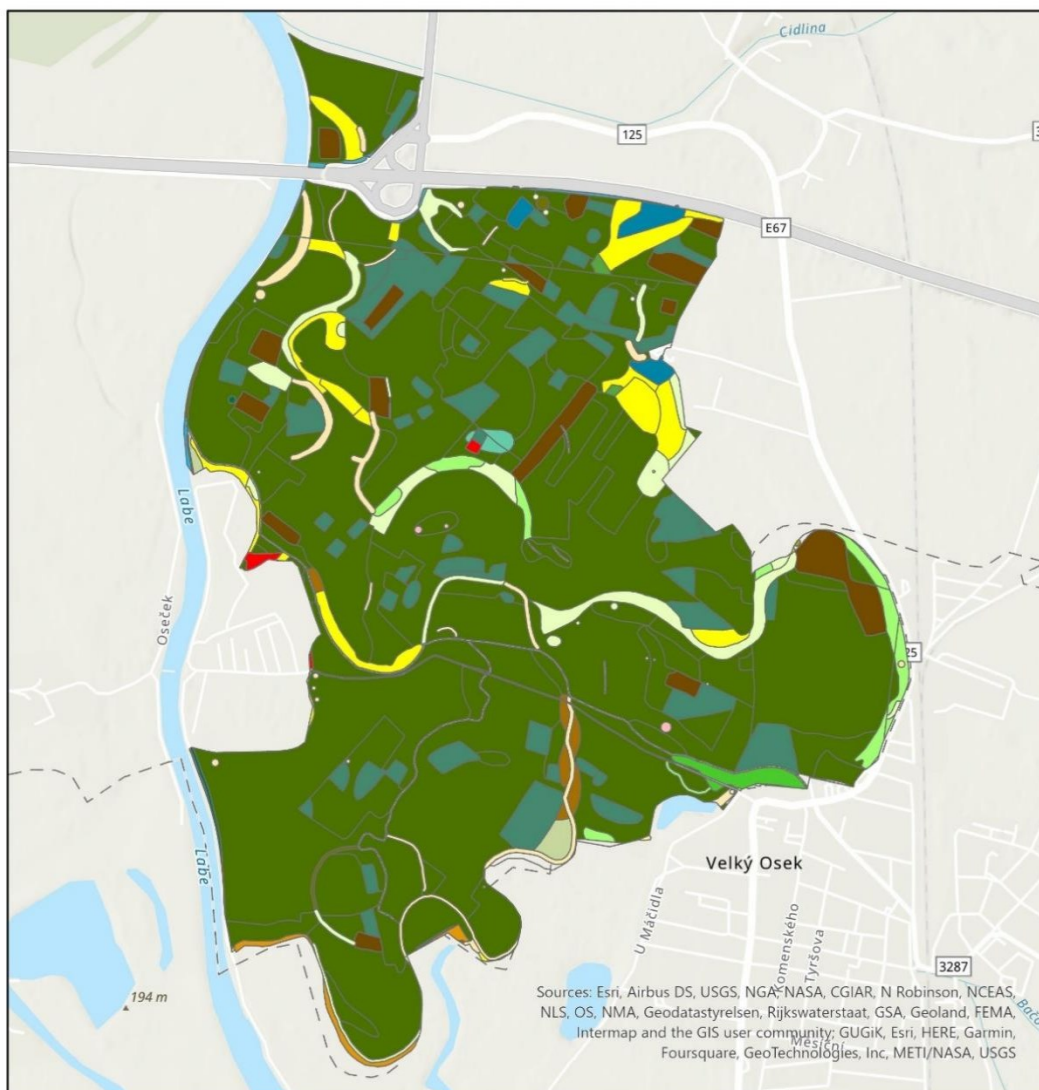 Cidlina
125
E67
Labe
Oseček
25
Labe
Velký Osek
U Máčidla
Komenského
Tyršova
3287
194 m
Sources: Esri, Airbus DS, USGS, NGA, NASA, CGIAR, N Robinson, NCEAS,
NLS, OS, NMA, Geodatastyrelsen, Rijkswaterstaat, GSA, Geoland, FEMA,
Intermap and the GIS user community; GUGiK, Esri, HERE, Garmin,
Měsíční
Foursquare, GeoTechnologies, Inc, METI/NASA, USGS